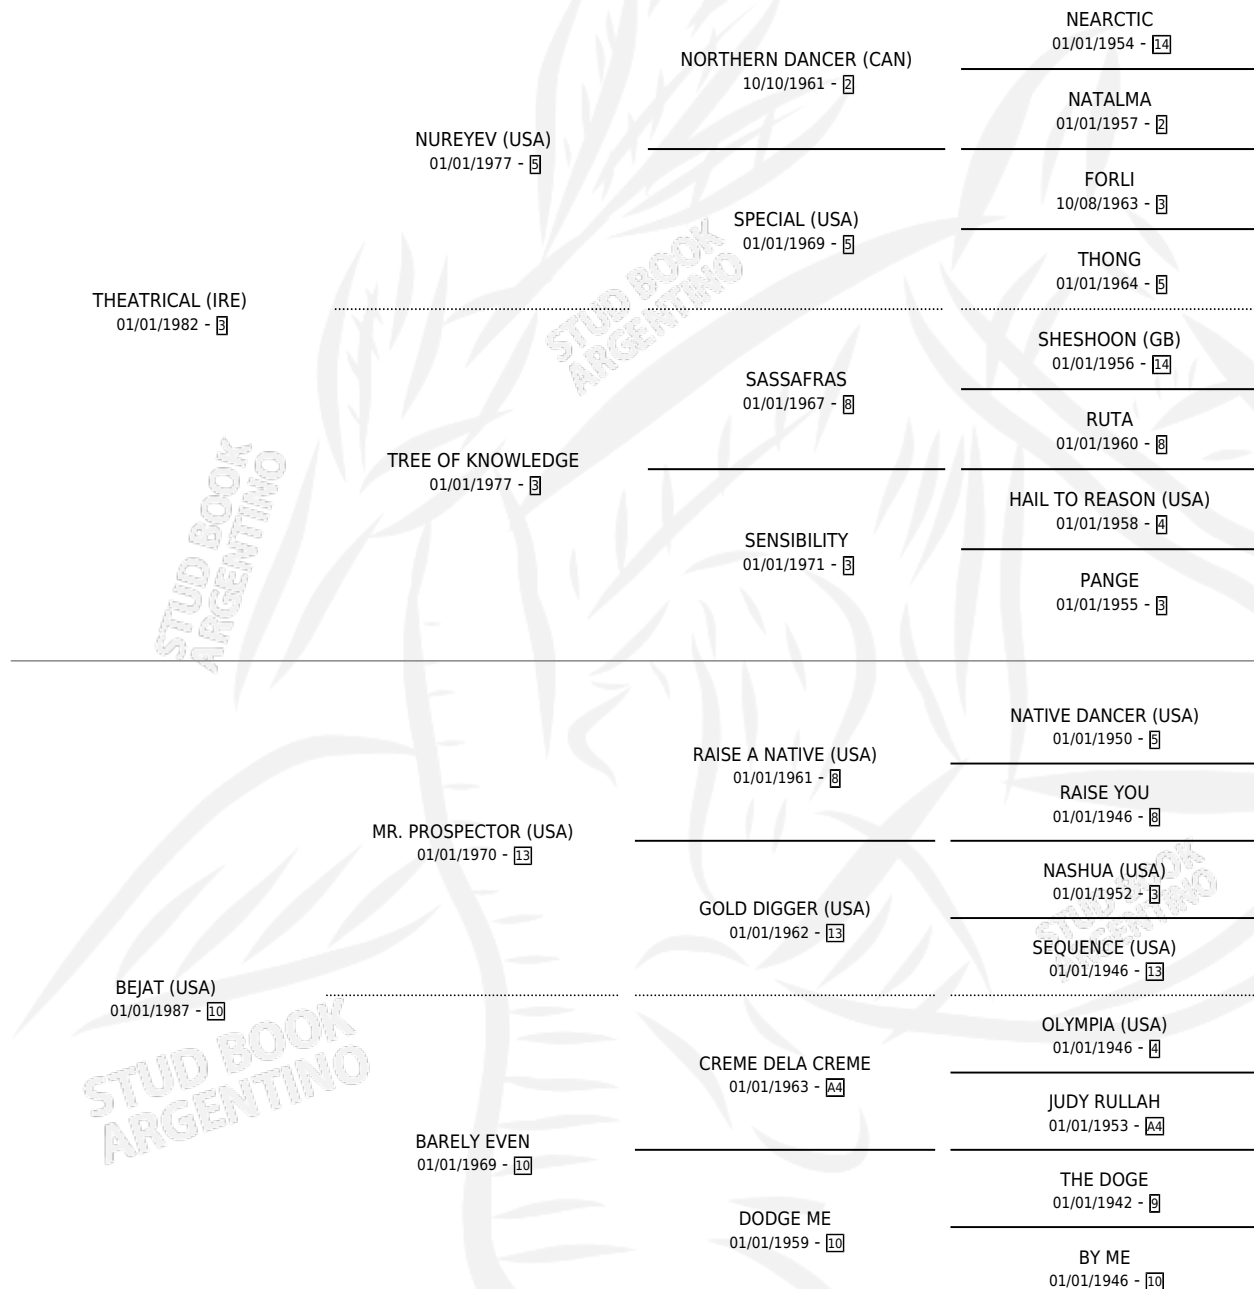 NEARCTIC
01/01/1954 - 14
NORTHERN DANCER (CAN)
10/10/1961 - 2
NATALMA
01/01/1957 - 2
NUREYEV (USA)
01/01/1977 - 5
FORLI
10/08/1963 - 3
SPECIAL (USA)
01/01/1969 - 5
THONG
01/01/1964 - 5
THEATRICAL (IRE)
01/01/1982 - 3
SHESHOON (GB)
01/01/1956 - 14
SASSAFRAS
01/01/1967 - 8
RUTA
01/01/1960 - 8
TREE OF KNOWLEDGE
01/01/1977 - 3
HAIL TO REASON (USA)
01/01/1958 - 4
SENSIBILITY
01/01/1971 - 3
PANGE
01/01/1955 - 3
NATIVE DANCER (USA)
01/01/1950 - 5
RAISE A NATIVE (USA)
01/01/1961 - 8
RAISE YOU
01/01/1946 - 8
MR. PROSPECTOR (USA)
01/01/1970 - 13
NASHUA (USA)
01/01/1952 - 3
GOLD DIGGER (USA)
01/01/1962 - 13
SEQUENCE (USA)
01/01/1946 - 13
BEJAT (USA)
01/01/1987 - 10
OLYMPIA (USA)
01/01/1946 - 4
CREME DELA CREME
01/01/1963 - A4
JUDY RULLAH
01/01/1953 - A4
BARELY EVEN
01/01/1969 - 10
THE DOGE
01/01/1942 - 9
DODGE ME
01/01/1959 - 10
BY ME
01/01/1946 - 10
STUD BOOK
ARGENTINO
STUD BOOK
ARGENTINO
STUD BOOK
ARGENTINO
STUD BOOK
ARGENTINO